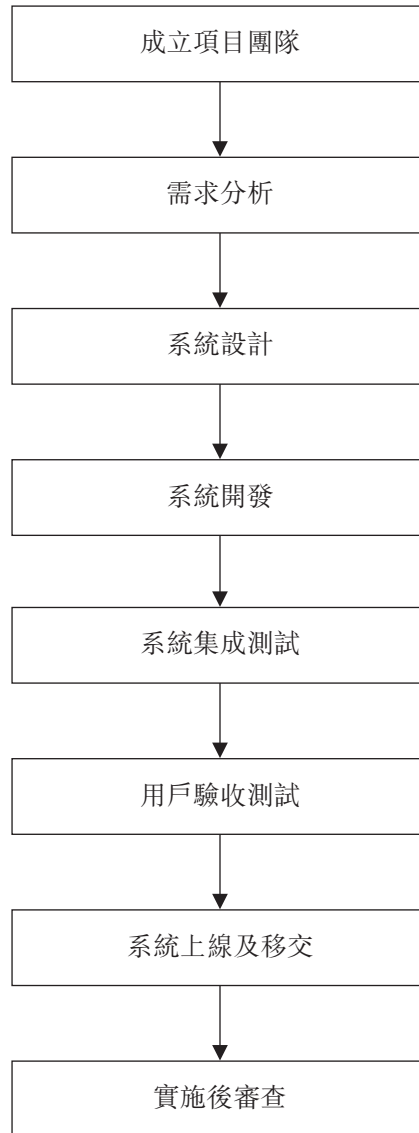 成立項目團隊
需求分析
系統設計
系統開發
系統集成測試
用戶驗收測試
系統上線及移交
實施後審查